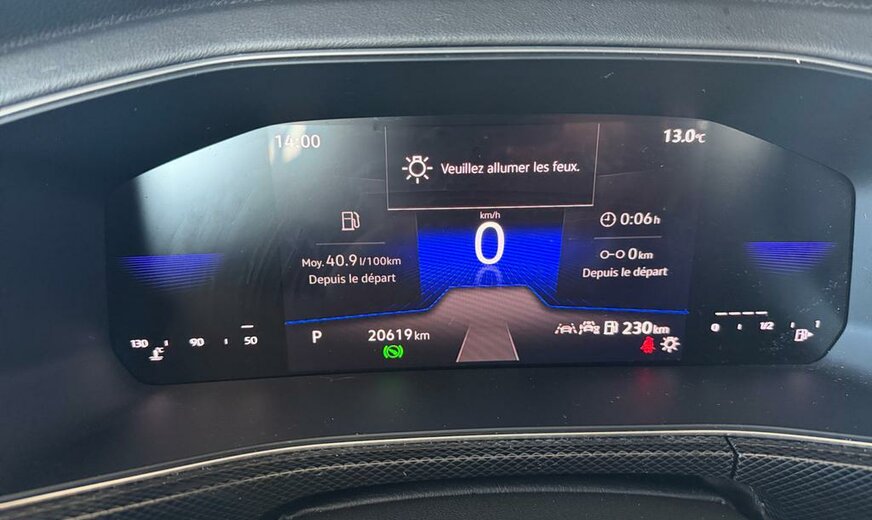 14:00
13.0°C
Veuillez allumer les feux.
km/h
0
0:06 h
Moy. 40.9 l/100km
Depuis le départ
0 km
Depuis le départ
130 90 50
0 1/2 1
P 20619 km
230 km